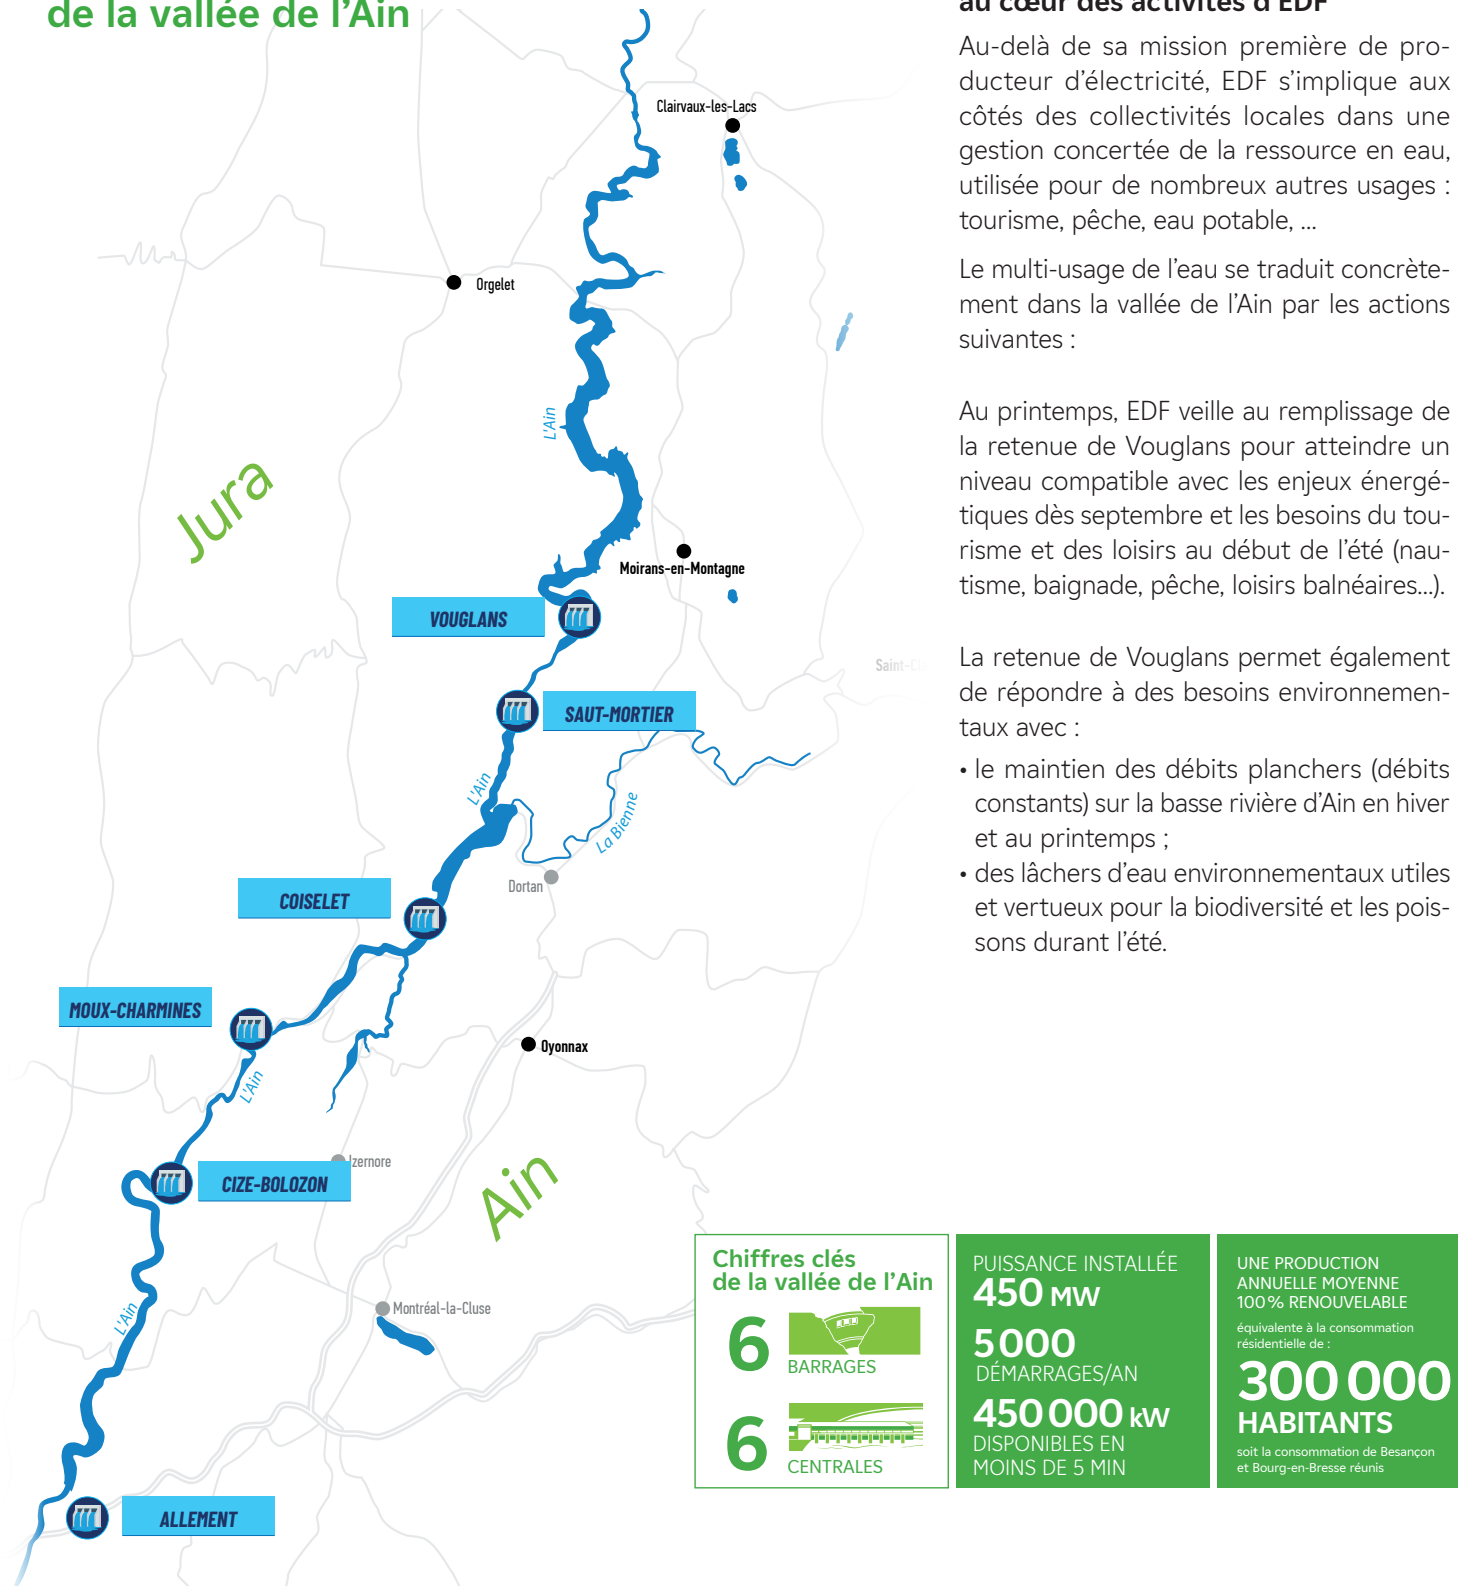 de la vallée de l'Ain
Clairvaux-les-Lacs
Orgelet
L'Ain
Jura
Moirans-en-Montagne
VOUGLANS
SAUT-MORTIER
L'Ain
La Bienne
COISELET
Dortan
MOUX-CHARMINES
Oyonnax
L'Ain
Izernore
CIZE-BOLOZON
Ain
Montréal-la-Cluse
L'Ain
ALLEMENT
au cœur des activités d'EDF
Au-delà de sa mission première de pro-
ducteur d'électricité, EDF s'implique aux
côtés des collectivités locales dans une
gestion concertée de la ressource en eau,
utilisée pour de nombreux autres usages :
tourisme, pêche, eau potable, ...
Le multi-usage de l'eau se traduit concrète-
ment dans la vallée de l'Ain par les actions
suivantes :
Au printemps, EDF veille au remplissage de
la retenue de Vouglans pour atteindre un
niveau compatible avec les enjeux énergé-
tiques dès septembre et les besoins du tou-
risme et des loisirs au début de l'été (nau-
tisme, baignade, pêche, loisirs balnéaires...).
La retenue de Vouglans permet également
de répondre à des besoins environnemen-
taux avec :
• le maintien des débits planchers (débits
constants) sur la basse rivière d'Ain en hiver
et au printemps ;
• des lâchers d'eau environnementaux utiles
et vertueux pour la biodiversité et les pois-
sons durant l'été.
Chiffres clés
de la vallée de l'Ain
6
BARRAGES
6
CENTRALES
PUISSANCE INSTALLÉE
450 MW
5 000
DÉMARRAGES/AN
450 000 kW
DISPONIBLES EN
MOINS DE 5 MIN
UNE PRODUCTION
ANNUELLE MOYENNE
100 % RENOUVELABLE
équivalente à la consommation
résidentielle de :
300 000
HABITANTS
soit la consommation de Besançon
et Bourg-en-Bresse réunis